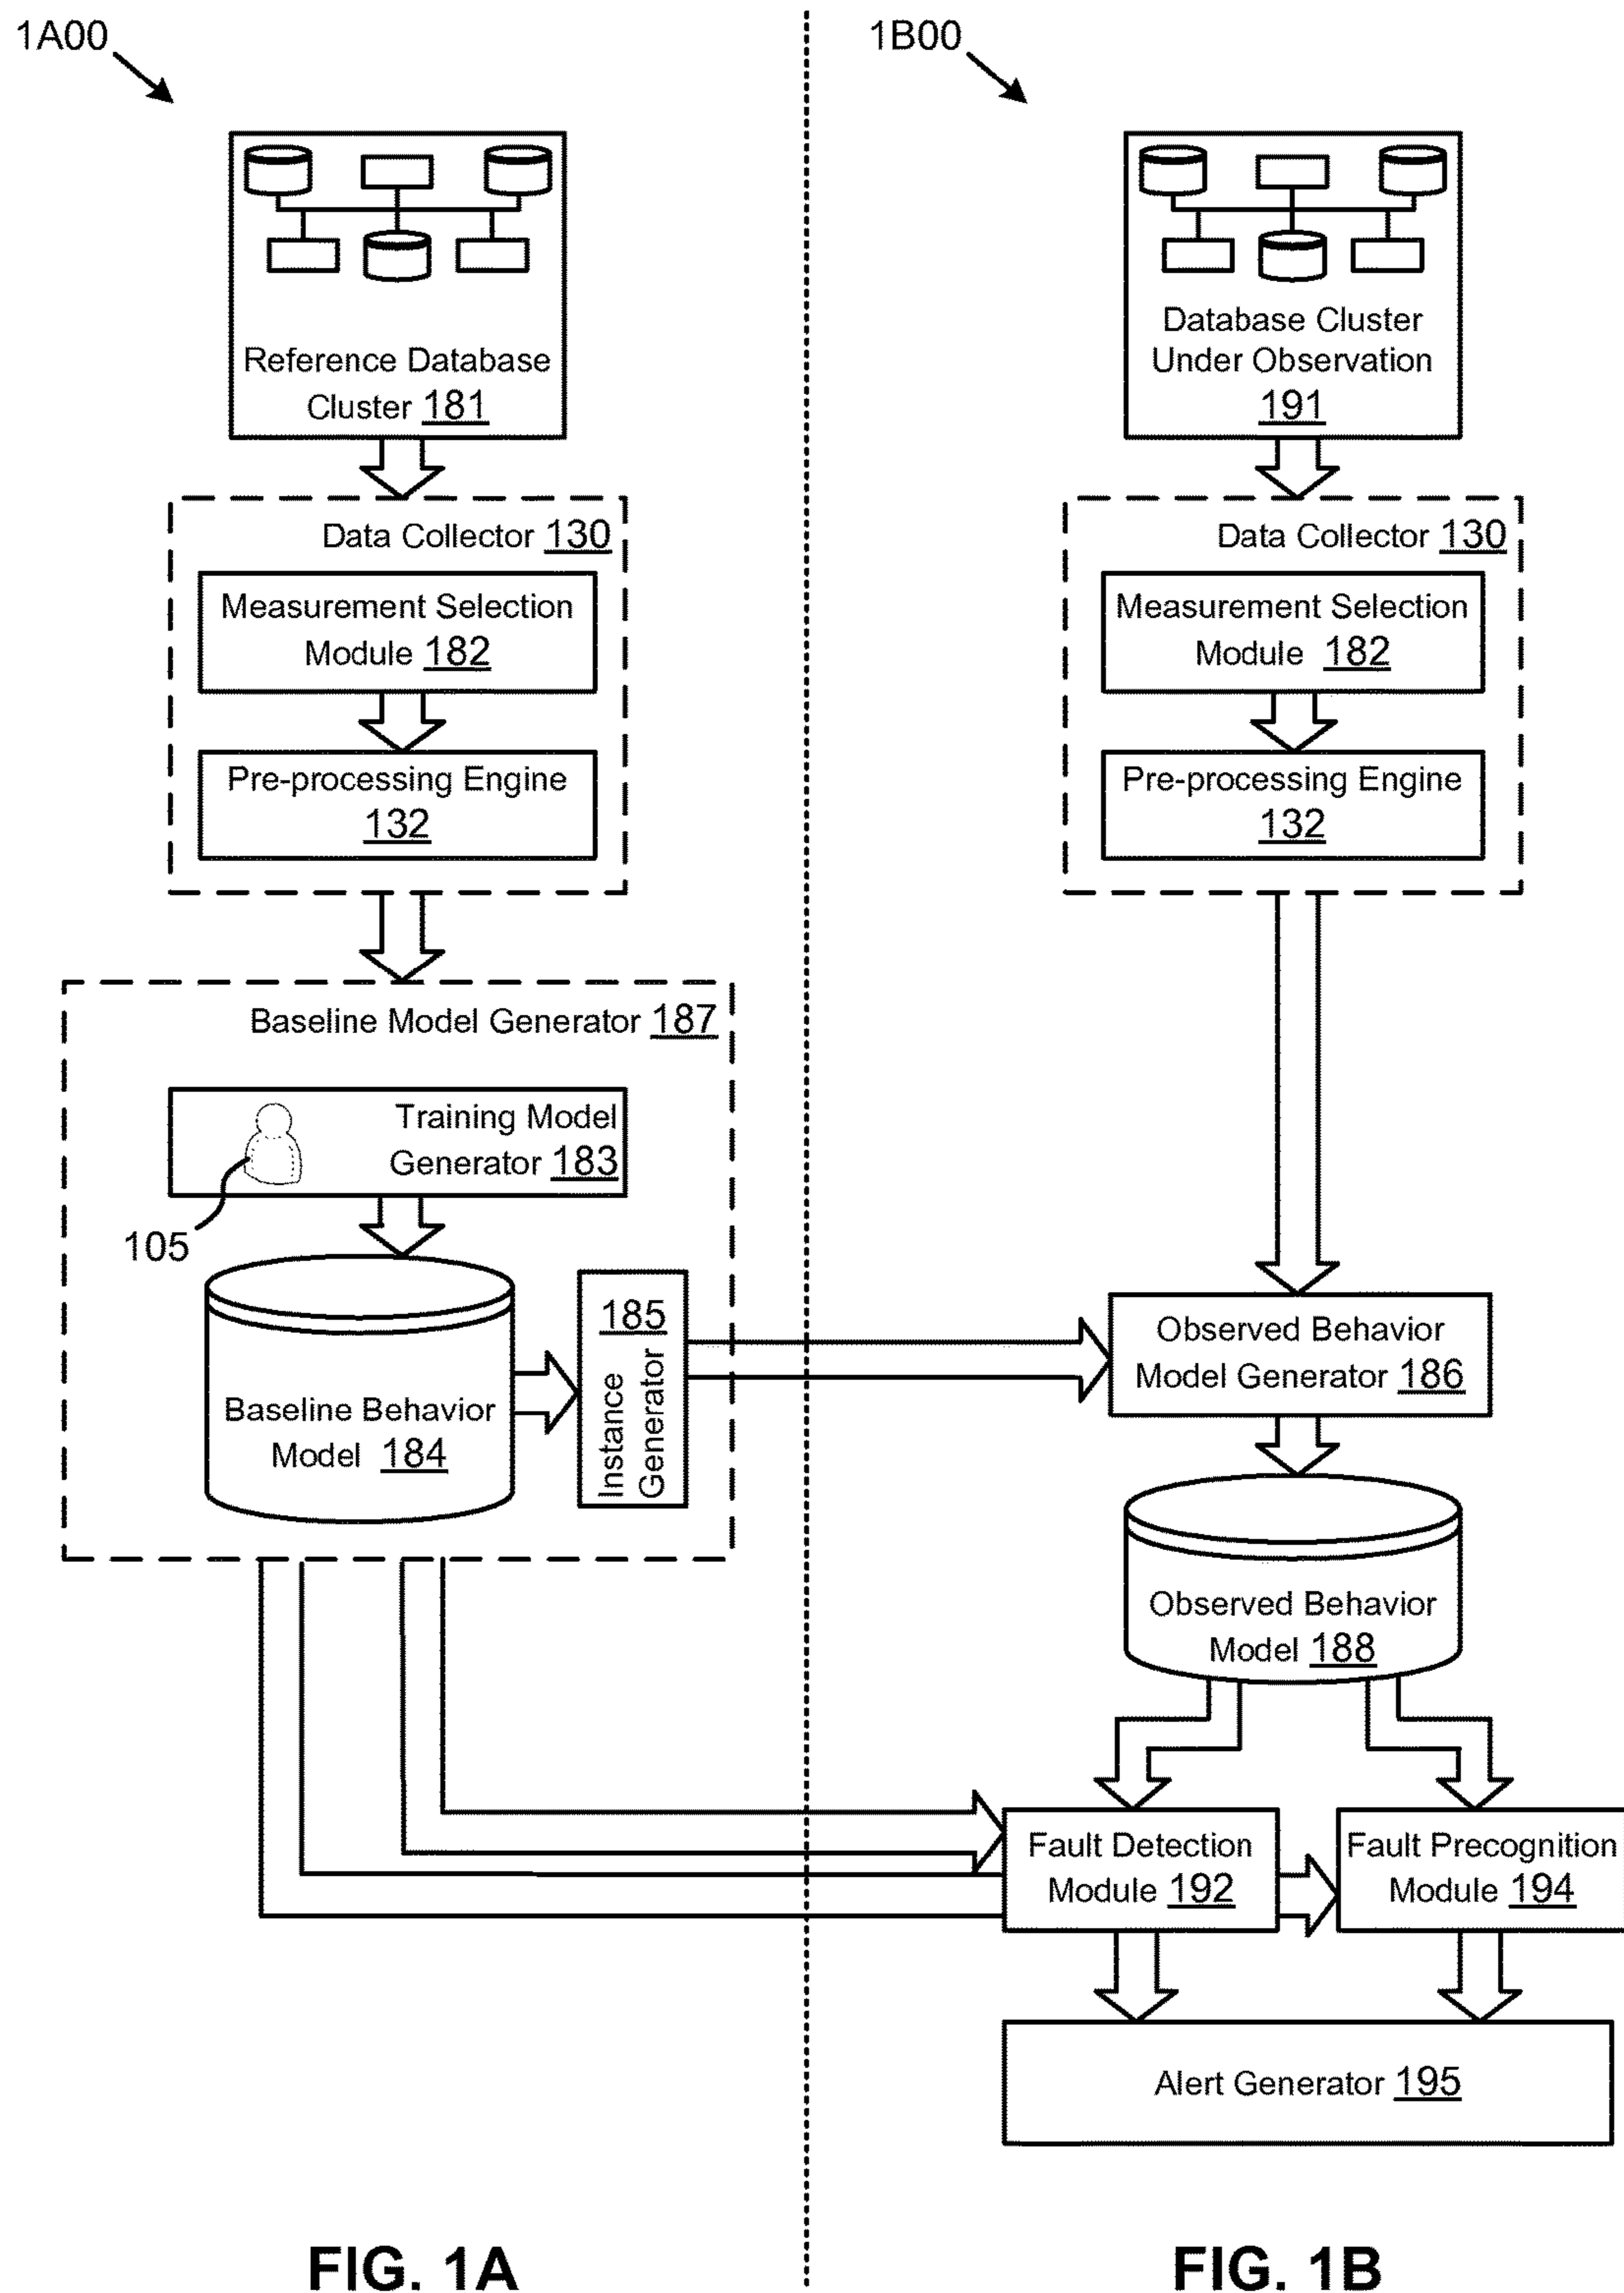 1A00
Reference Database
Cluster 181
Data Collector 130
Measurement Selection
Module 182
Pre-processing Engine
132
Baseline Model Generator 187
Training Model
Generator 183
105
Baseline Behavior
Model 184
185
Instance
Generator
FIG. 1A
1B00
Database Cluster
Under Observation
191
Data Collector 130
Measurement Selection
Module 182
Pre-processing Engine
132
Observed Behavior
Model Generator 186
Observed Behavior
Model 188
Fault Detection
Module 192
Fault Precognition
Module 194
Alert Generator 195
FIG. 1B